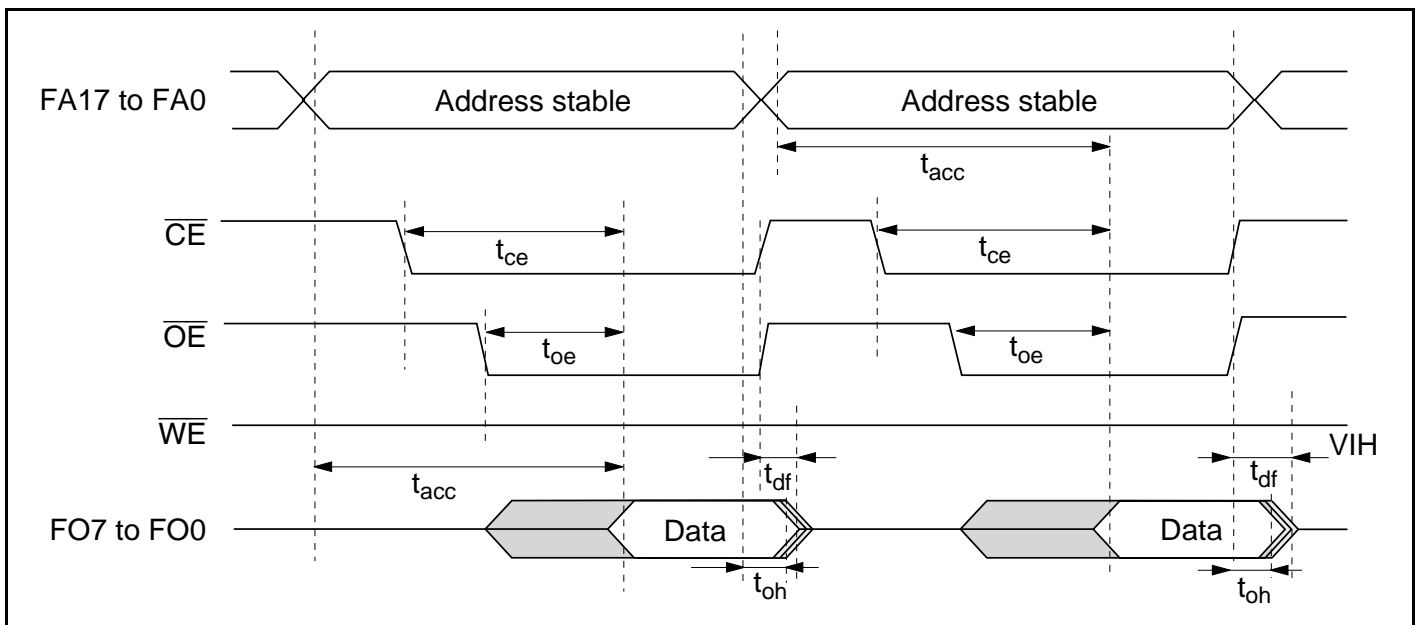 FA17 to FA0
Address stable
Address stable
tacc
CE
tce
tce
OE
toe
toe
WE
VIH
tacc
tdf
tdf
FO7 to FO0
Data
Data
toh
toh